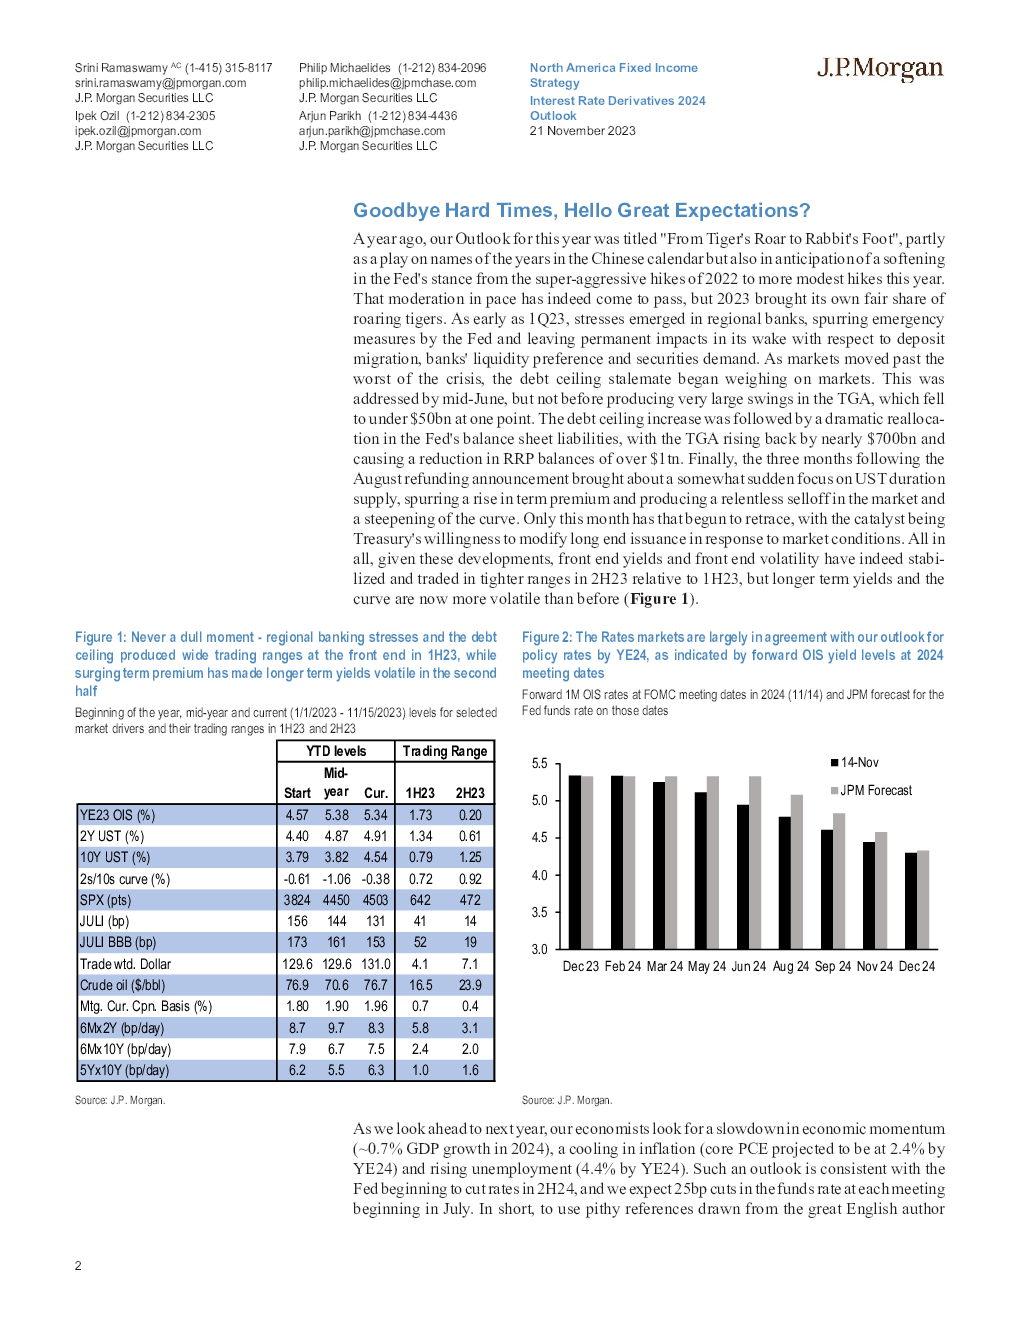 Srini Ramaswamy AC (1-415) 315-8117
srini.ramaswamy@jpmorgan.com
J.P. Morgan Securities LLC
Ipek Ozil (1-212) 834-2305
ipek.ozil@jpmorgan.com
J.P. Morgan Securities LLC
Philip Michaelides (1-212) 834-2096
philip.michaelides@jpmchase.com
J.P. Morgan Securities LLC
Arjun Parikh (1-212) 834-4436
arjun.parikh@jpmchase.com
J.P. Morgan Securities LLC
North America Fixed Income
Strategy
Interest Rate Derivatives 2024
Outlook
21 November 2023
J.P.Morgan
Goodbye Hard Times, Hello Great Expectations?
A year ago, our Outlook for this year was titled "From Tiger's Roar to Rabbit's Foot", partly
as a play on names of the years in the Chinese calendar but also in anticipation of a softening
in the Fed's stance from the super-aggressive hikes of 2022 to more modest hikes this year.
That moderation in pace has indeed come to pass, but 2023 brought its own fair share of
roaring tigers. As early as 1Q23, stresses emerged in regional banks, spurring emergency
measures by the Fed and leaving permanent impacts in its wake with respect to deposit
migration, banks' liquidity preference and securities demand. As markets moved past the
worst of the crisis, the debt ceiling stalemate began weighing on markets. This was
addressed by mid-June, but not before producing very large swings in the TGA, which fell
to under $50bn at one point. The debt ceiling increase was followed by a dramatic realloca-
tion in the Fed's balance sheet liabilities, with the TGA rising back by nearly $700bn and
causing a reduction in RRP balances of over $1tn. Finally, the three months following the
August refunding announcement brought about a somewhat sudden focus on UST duration
supply, spurring a rise in term premium and producing a relentless selloff in the market and
a steepening of the curve. Only this month has that begun to retrace, with the catalyst being
Treasury's willingness to modify long end issuance in response to market conditions. All in
all, given these developments, front end yields and front end volatility have indeed stabi-
lized and traded in tighter ranges in 2H23 relative to 1H23, but longer term yields and the
curve are now more volatile than before (Figure 1).
Figure 1: Never a dull moment - regional banking stresses and the debt
ceiling produced wide trading ranges at the front end in 1H23, while
surging term premium has made longer term yields volatile in the second
half
Beginning of the year, mid-year and current (1/1/2023 - 11/15/2023) levels for selected
market drivers and their trading ranges in 1H23 and 2H23
YTD levels Trading Range
Start Mid-year Cur. 1H23 2H23
YE23 OIS (%) 4.57 5.38 5.34 1.73 0.20
2Y UST (%) 4.40 4.87 4.91 1.34 0.61
10Y UST (%) 3.79 3.82 4.54 0.79 1.25
2s/10s curve (%) -0.61 -1.06 -0.38 0.72 0.92
SPX (pts) 3824 4450 4503 642 472
JULI (bp) 156 144 131 41 14
JULI BBB (bp) 173 161 153 52 19
Trade wtd. Dollar 129.6 129.6 131.0 4.1 7.1
Crude oil ($/bbl) 76.9 70.6 76.7 16.5 23.9
Mtg. Cur. Cpn. Basis (%) 1.80 1.90 1.96 0.7 0.4
6Mx2Y (bp/day) 8.7 9.7 8.3 5.8 3.1
6Mx10Y (bp/day) 7.9 6.7 7.5 2.4 2.0
5Yx10Y (bp/day) 6.2 5.5 6.3 1.0 1.6
Source: J.P. Morgan.
Figure 2: The Rates markets are largely in agreement with our outlook for
policy rates by YE24, as indicated by forward OIS yield levels at 2024
meeting dates
Forward 1M OIS rates at FOMC meeting dates in 2024 (11/14) and JPM forecast for the
Fed funds rate on those dates
14-Nov
JPM Forecast
5.5
5.0
4.5
4.0
3.5
3.0
Dec 23 Feb 24 Mar 24 May 24 Jun 24 Aug 24 Sep 24 Nov 24 Dec 24
Source: J.P. Morgan.
As we look ahead to next year, our economists look for a slowdown in economic momentum
(~0.7% GDP growth in 2024), a cooling in inflation (core PCE projected to be at 2.4% by
YE24) and rising unemployment (4.4% by YE24). Such an outlook is consistent with the
Fed beginning to cut rates in 2H24, and we expect 25bp cuts in the funds rate at each meeting
beginning in July. In short, to use pithy references drawn from the great English author
2